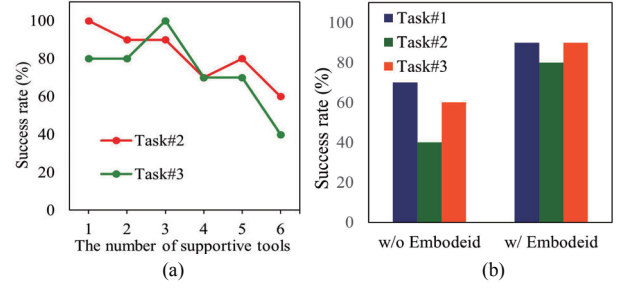 100
80
60
40
20
0
Success rate (%)
Task#2
Task#3
1 2 3 4 5 6
The number of supportive tools
(a)
100
80
60
40
20
0
Success rate (%)
Task#1
Task#2
Task#3
w/o Embodeid w/ Embodeid
(b)